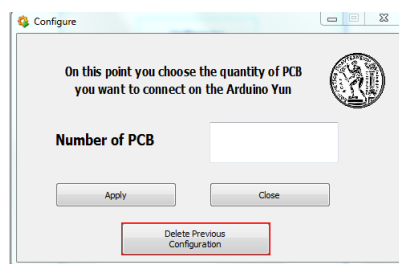 Configure
On this point you choose the quantity of PCB
you want to connect on the Arduino Yun
Number of PCB
Apply
Close
Delete Previous
Configuration